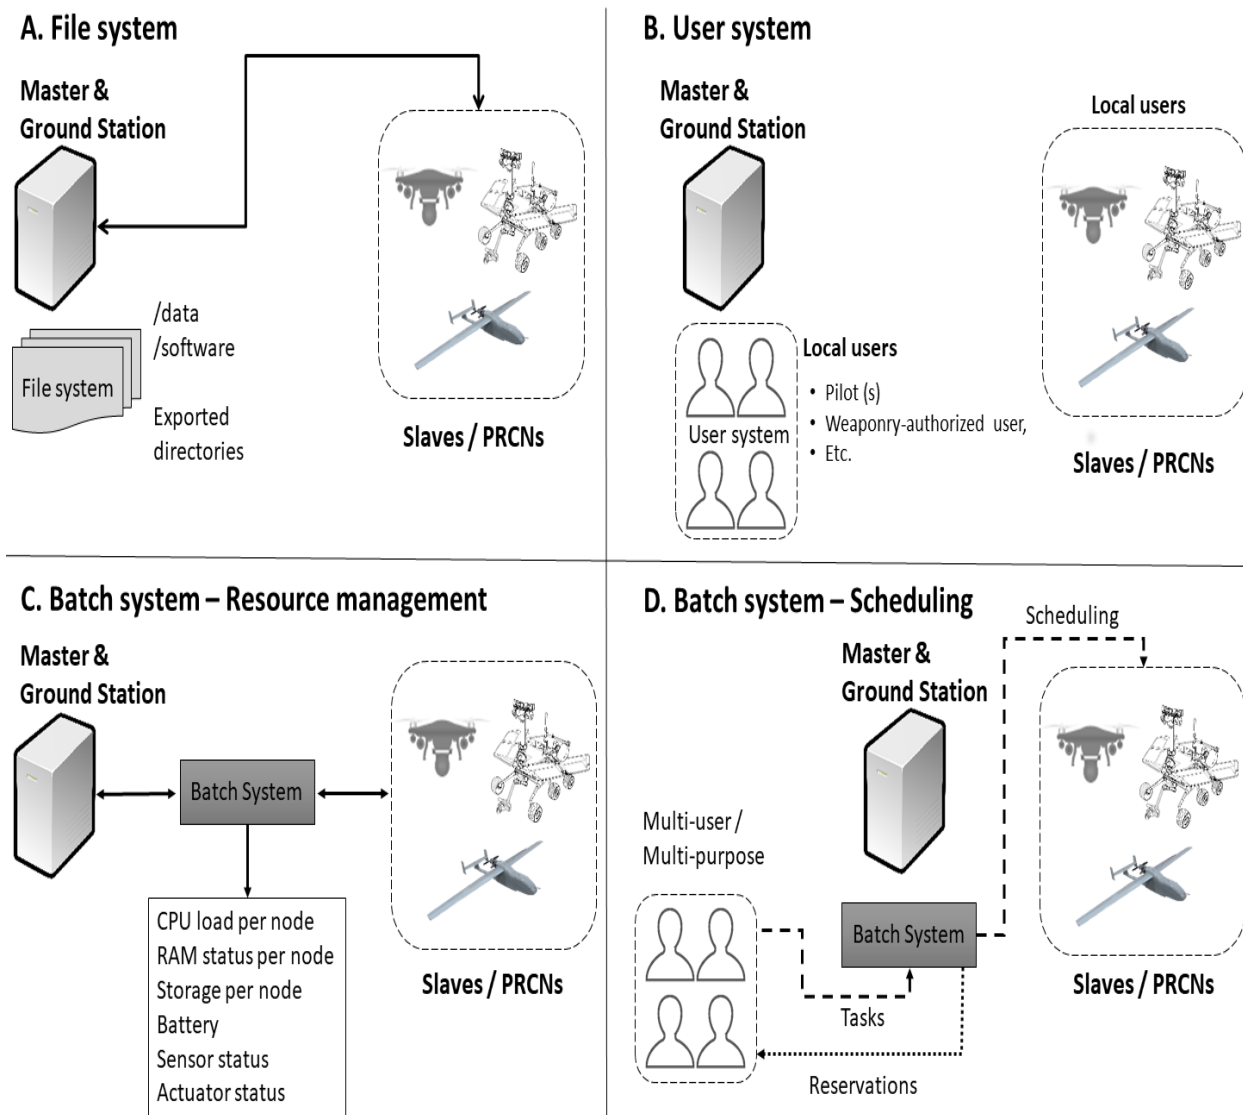 A. File system
Master &
Ground Station
/data
/software
File system
Exported
directories
Slaves / PRCNs
B. User system
Master &
Ground Station
Local users
Local users
• Pilot (s)
• Weaponry-authorized user,
• Etc.
User system
Slaves / PRCNs
C. Batch system – Resource management
Master &
Ground Station
Batch System
CPU load per node
RAM status per node
Storage per node
Battery
Sensor status
Actuator status
Slaves / PRCNs
D. Batch system – Scheduling
Scheduling
Master &
Ground Station
Multi-user /
Multi-purpose
Batch System
Tasks
Reservations
Slaves / PRCNs